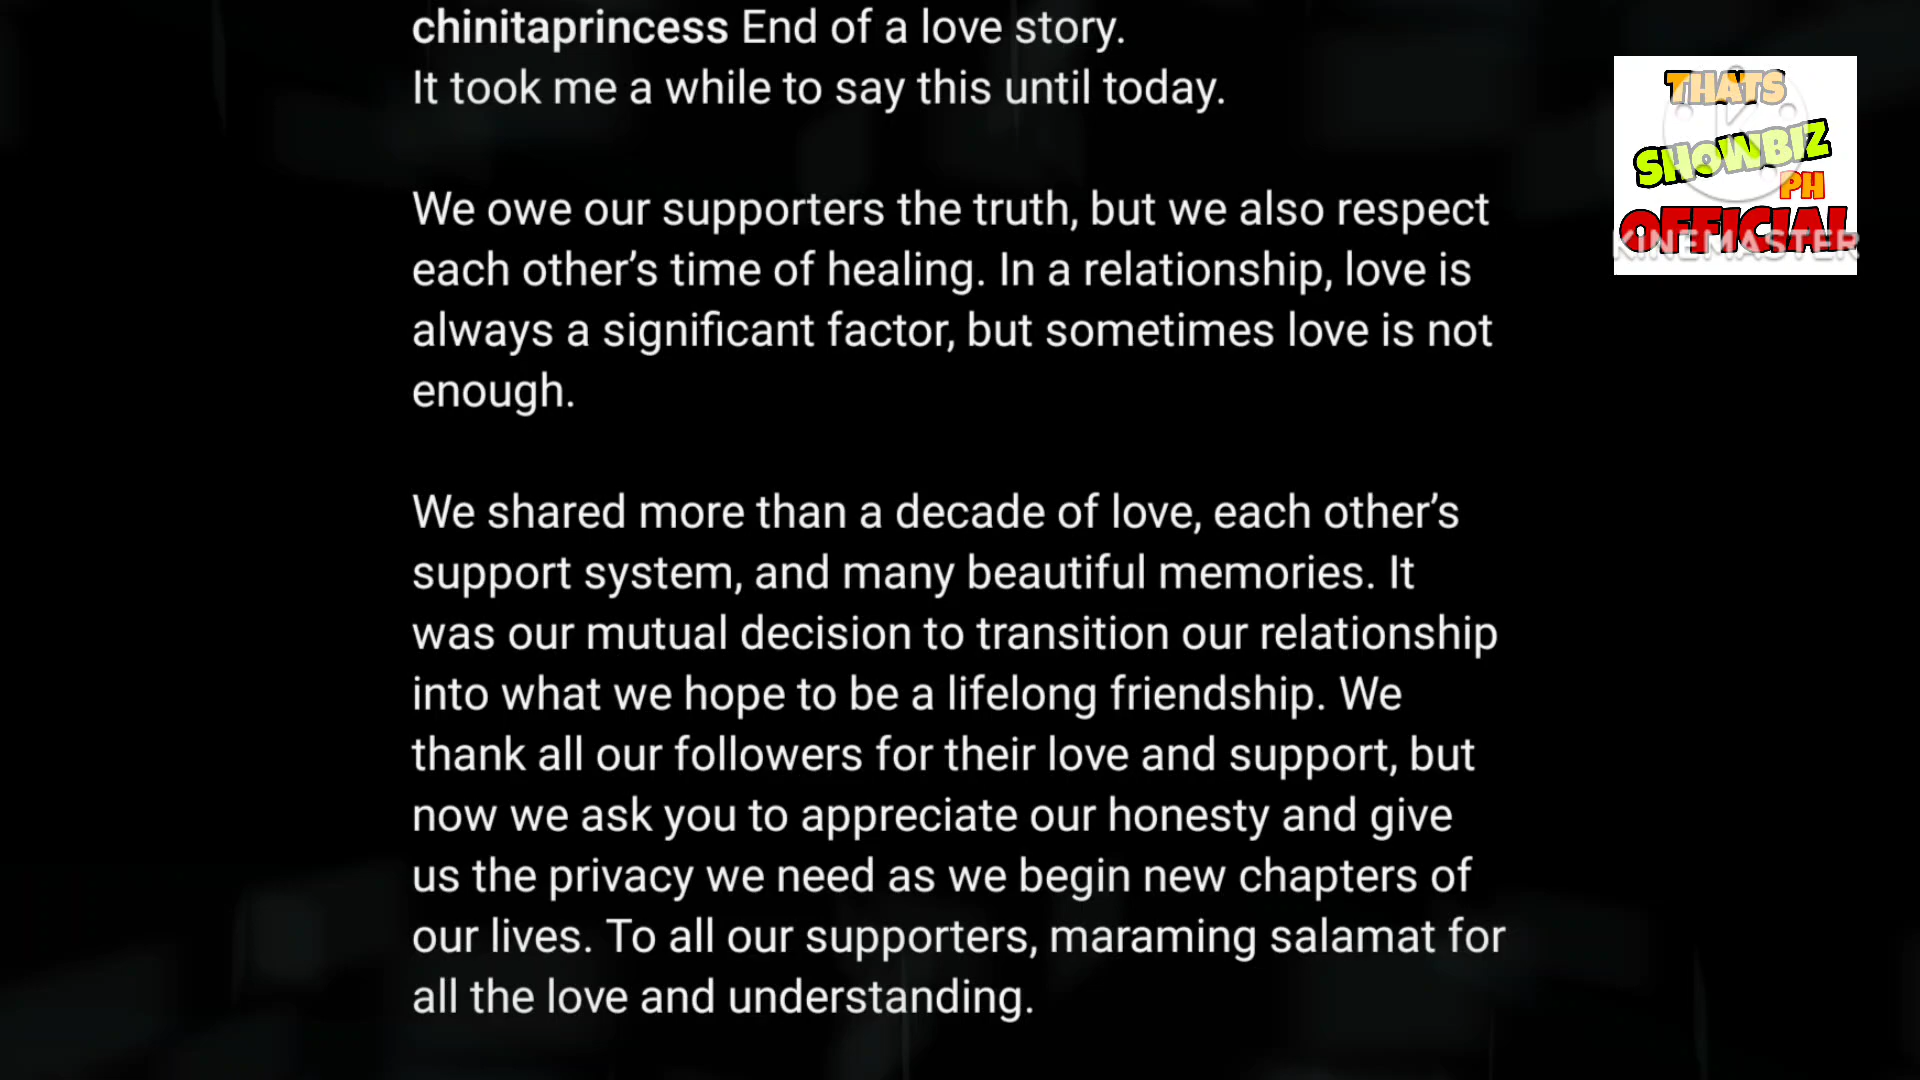 chinitaprincess End of a love story.
It took me a while to say this until today.
We owe our supporters the truth, but we also respect
each other’s time of healing. In a relationship, love is
always a significant factor, but sometimes love is not
enough.
We shared more than a decade of love, each other’s
support system, and many beautiful memories. It
was our mutual decision to transition our relationship
into what we hope to be a lifelong friendship. We
thank all our followers for their love and support, but
now we ask you to appreciate our honesty and give
us the privacy we need as we begin new chapters of
our lives. To all our supporters, maraming salamat for
all the love and understanding.
THATS
SHOWBIZ
PH
OFFICIAL
KINEMASTER